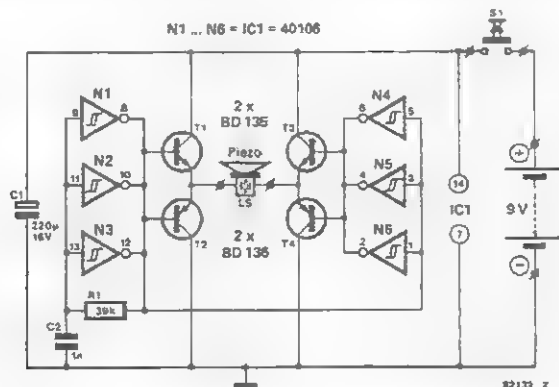 N1 ... N6 = IC1 = 40106
S1
N1
9
8
N2
11
10
N3
13
12
R1
39k
C1
220µ
16V
C2
1n
T1
T2
2 x
BD 135
Piezo
LS
2 x
BD 136
T3
T4
N4
6
5
N5
4
3
N6
2
1
14
IC1
7
+
9V
−